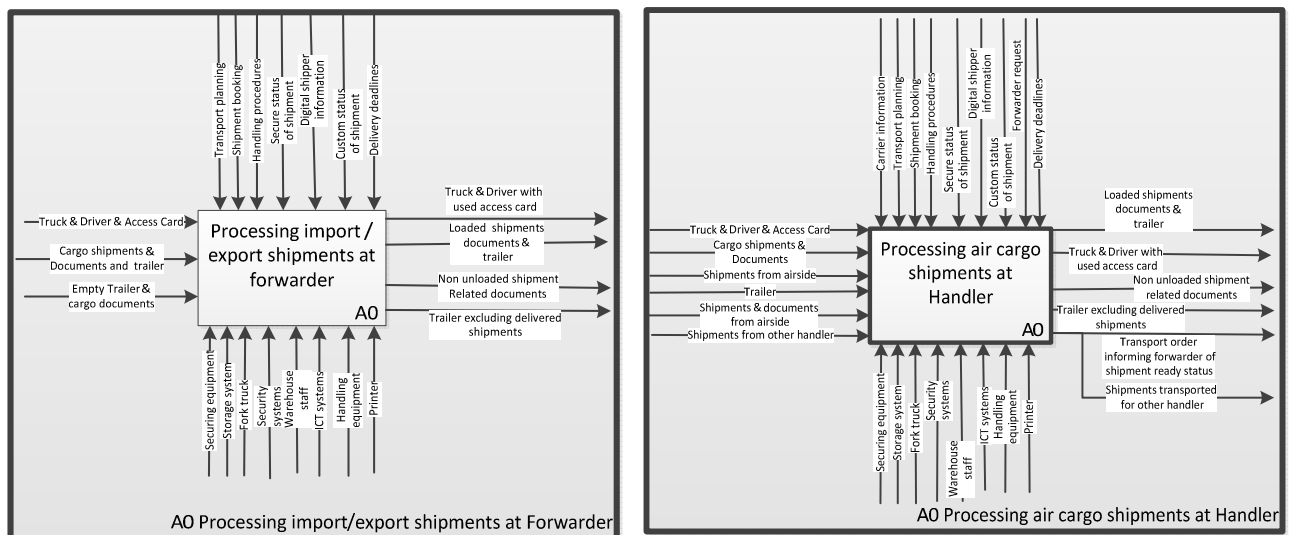 Transport planning
Shipment booking
Handling procedures
Secure status
of shipment
Digital shipper
information
Custom status
of shipment
Delivery deadlines
Truck & Driver & Access Card
Cargo shipments &
Documents and trailer
Empty Trailer &
cargo documents
Processing import /
export shipments at
forwarder
A0
Truck & Driver with
used access card
Loaded shipments
documents &
trailer
Non unloaded shipment
Related documents
Trailer excluding delivered
shipments
Securing equipment
Storage system
Fork truck
Security
systems
Warehouse
staff
ICT systems
Handling
equipment
Printer
A0 Processing import/export shipments at Forwarder
Carrier information
Transport planning
Shipment booking
Handling procedures
Secure status
of shipment
Digital shipper
information
Custom status
of shipment
Forwarder request
Delivery deadlines
Truck & Driver & Access Card
Cargo shipments &
Documents
Shipments from airside
Trailer
Shipments & documents
from airside
Shipments from other handler
Processing air cargo
shipments at
Handler
A0
Loaded shipments
documents &
trailer
Truck & Driver with
used access card
Non unloaded shipment
related documents
Trailer excluding delivered
shipments
Transport order
informing forwarder of
shipment ready status
Shipments transported
for other handler
Securing equipment
Storage system
Fork truck
Security
systems
Warehouse
staff
ICT systems
Handling
equipment
Printer
A0 Processing air cargo shipments at Handler